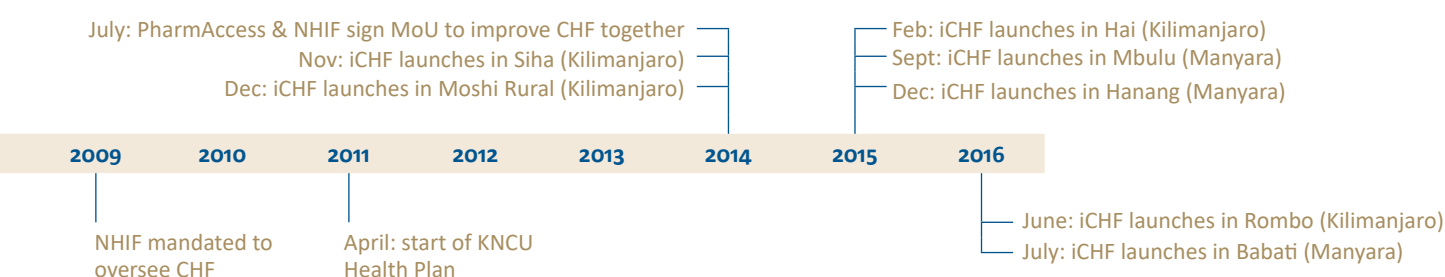 July: PharmAccess & NHIF sign MoU to improve CHF together
Nov: iCHF launches in Siha (Kilimanjaro)
Dec: iCHF launches in Moshi Rural (Kilimanjaro)
Feb: iCHF launches in Hai (Kilimanjaro)
Sept: iCHF launches in Mbulu (Manyara)
Dec: iCHF launches in Hanang (Manyara)
2009 2010 2011 2012 2013 2014 2015 2016
NHIF mandated to
oversee CHF
April: start of KNCU
Health Plan
June: iCHF launches in Rombo (Kilimanjaro)
July: iCHF launches in Babati (Manyara)